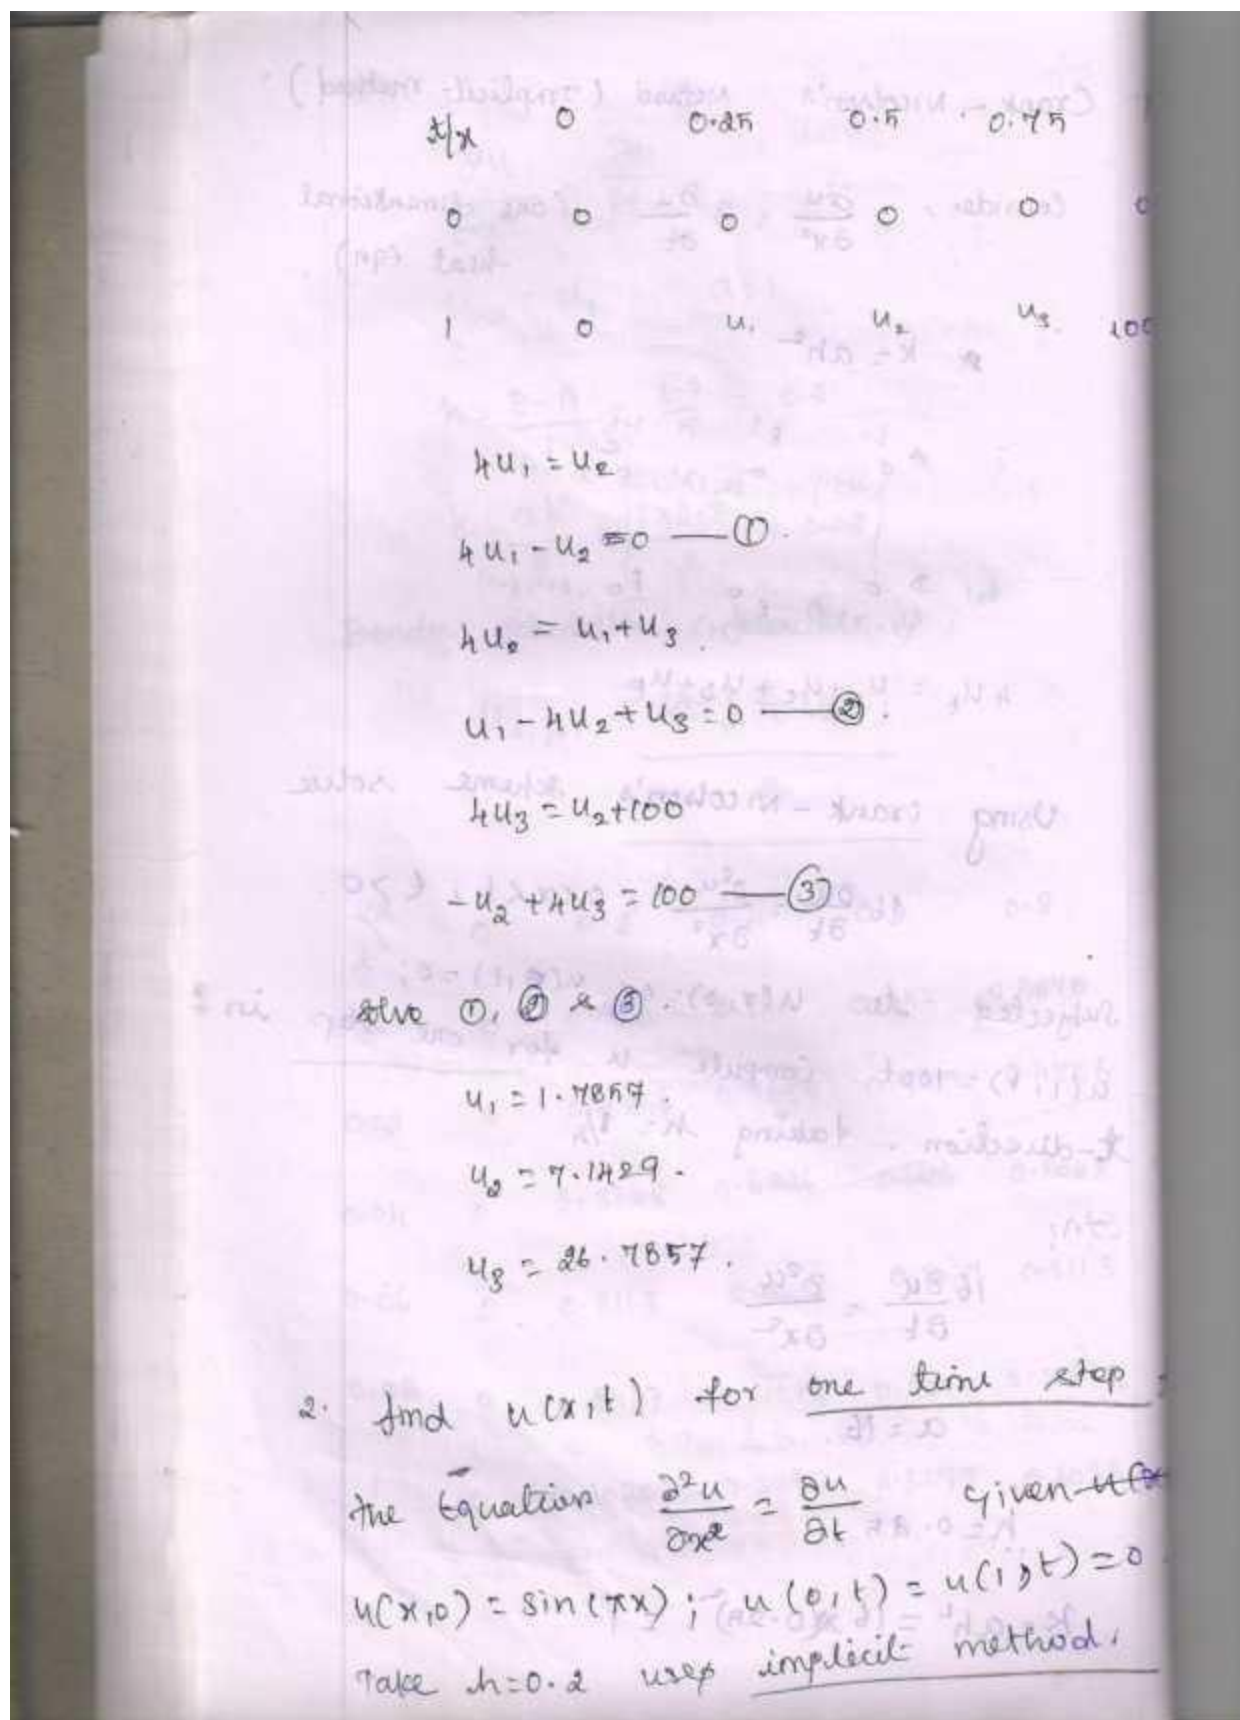 t/x 0 0.25 0.5 0.75
0 0 0 0 0 0
1 0 u₁ u₂ u₃ 100
4u₁ = u₂
4u₁ - u₂ = 0 — ①.
4u₂ = u₁ + u₃.
u₁ - 4u₂ + u₃ = 0 — ②.
4u₃ = u₂ + 100
- u₂ + 4u₃ = 100 — ③
solve ①, ② & ③.
u₁ = 1.7857.
u₂ = 7.1429.
u₃ = 26.7857.
2. find u(x,t) for one time step
the Equation ∂²u/∂x² = ∂u/∂t given
u(x,0) = sin(πx); u(0,t) = u(1,t) = 0.
Take h=0.2 implicit method.